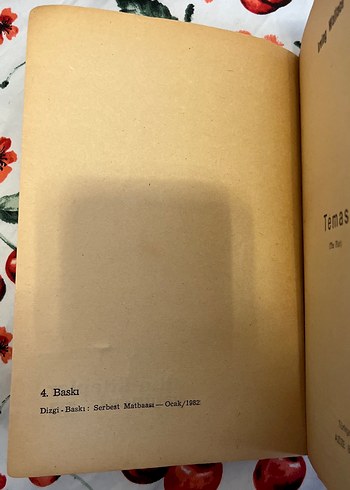 4. Baskı
Dizgi - Baskı : Serbest Matbaası — Ocak/1982
Temas